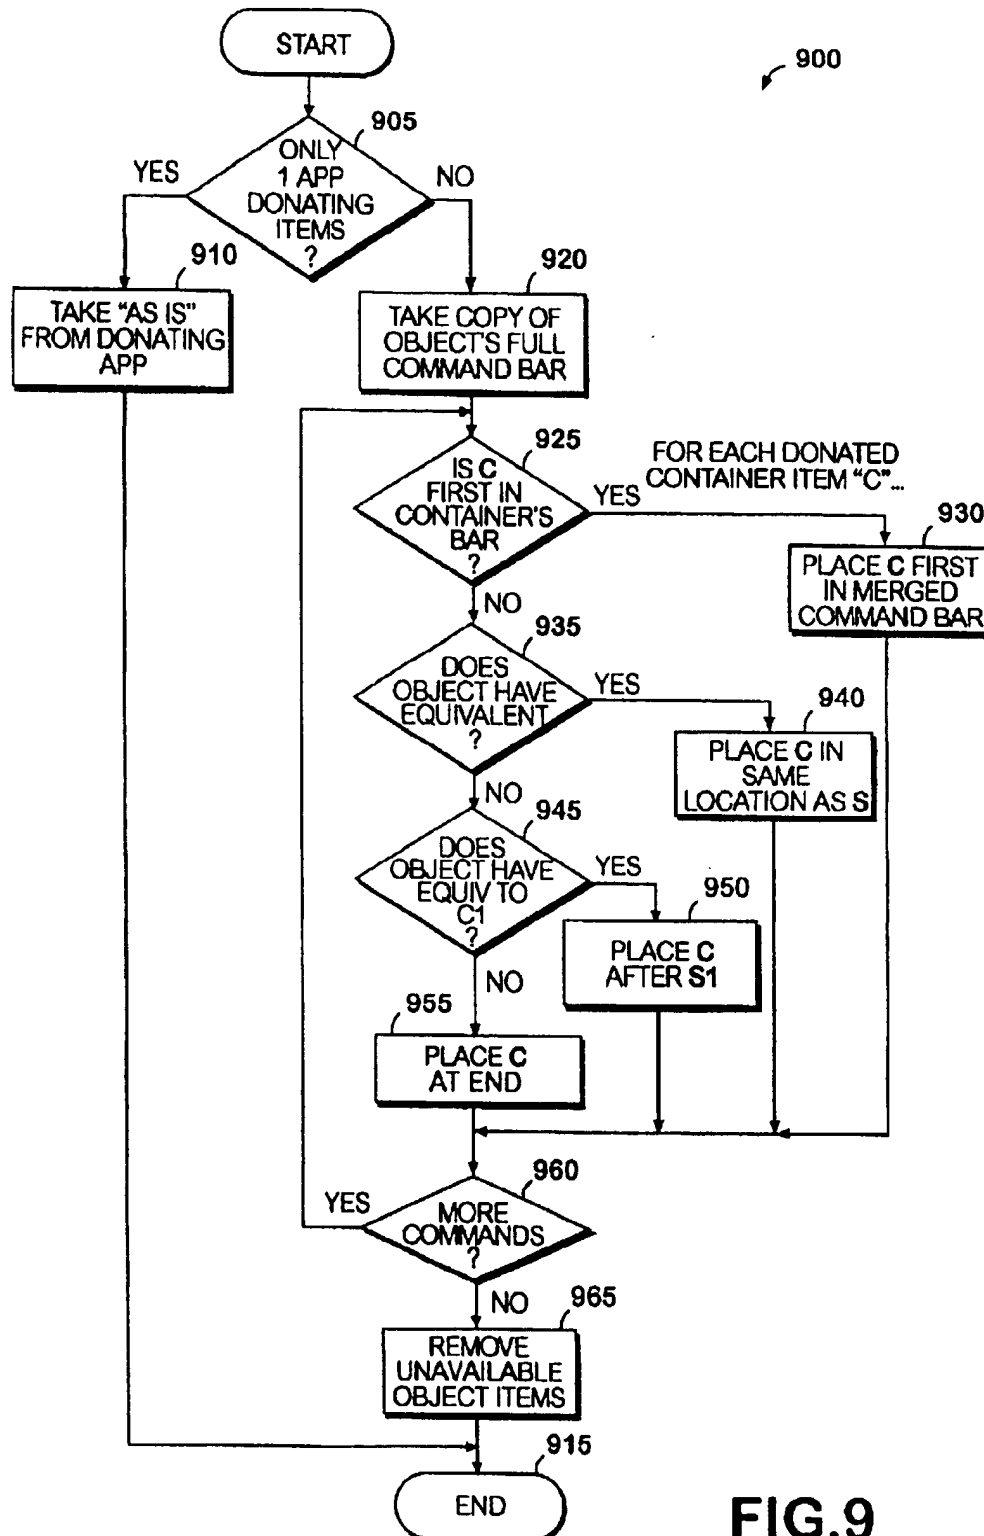 START
900
905
ONLY
1 APP
DONATING
ITEMS
?
YES
NO
910
TAKE "AS IS"
FROM DONATING
APP
920
TAKE COPY OF
OBJECT'S FULL
COMMAND BAR
925
IS C
FIRST IN
CONTAINER'S
BAR
?
YES
NO
FOR EACH DONATED
CONTAINER ITEM "C"...
930
PLACE C FIRST
IN MERGED
COMMAND BAR
935
DOES
OBJECT HAVE
EQUIVALENT
?
YES
NO
940
PLACE C IN
SAME
LOCATION AS S
945
DOES
OBJECT HAVE
EQUIV TO
C1
?
YES
NO
950
PLACE C
AFTER S1
955
PLACE C
AT END
960
MORE
COMMANDS
?
YES
NO
965
REMOVE
UNAVAILABLE
OBJECT ITEMS
915
END
FIG.9